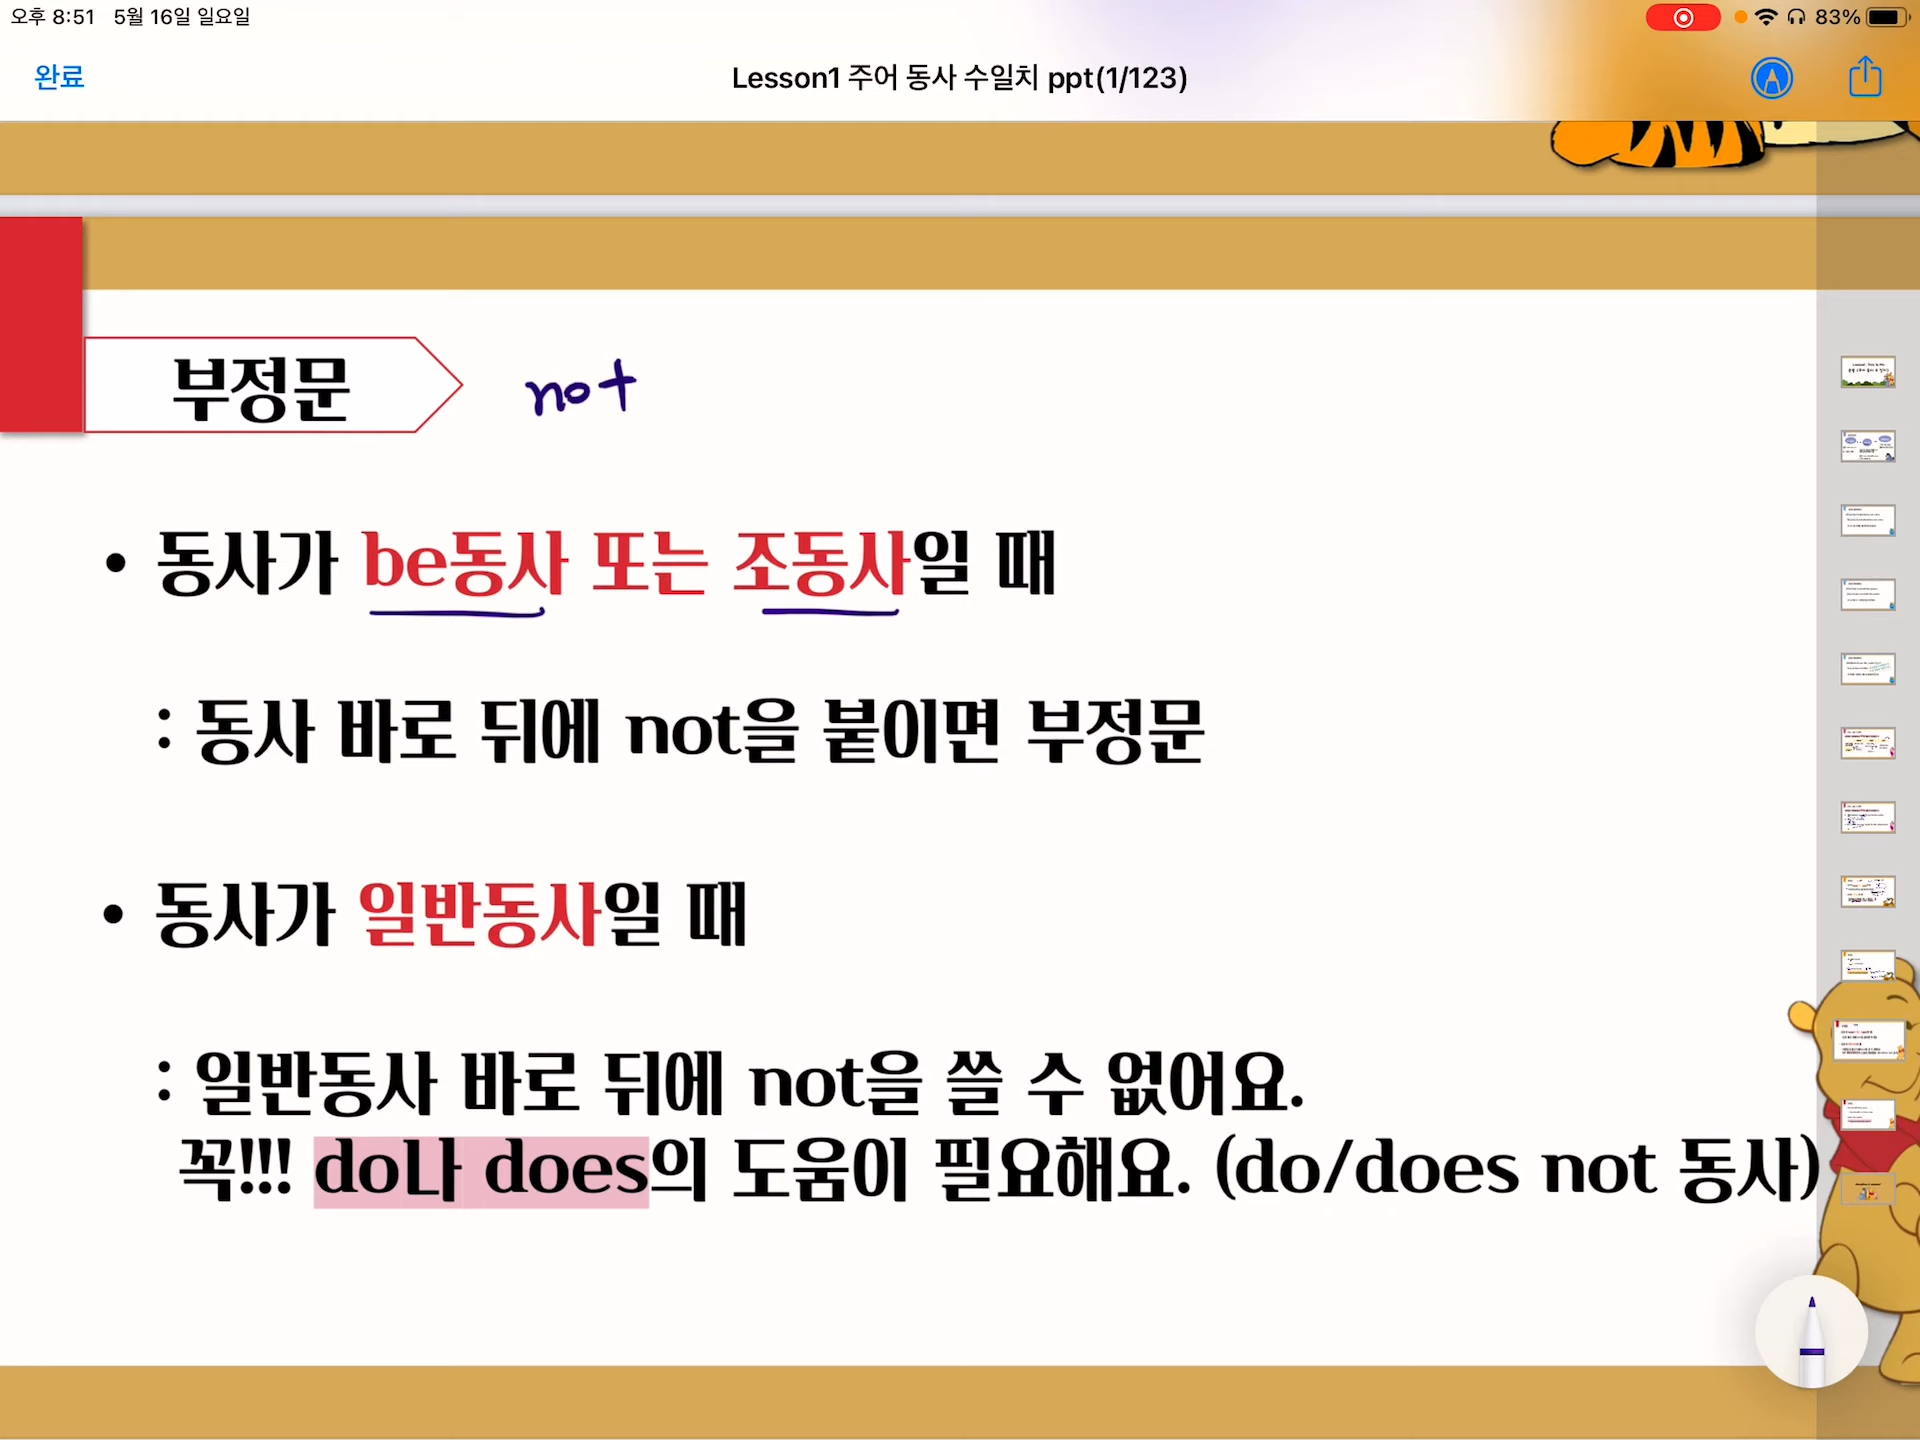 오후 8:51 5월 16일 일요일
83%
완료
Lesson1 주어 동사 수일치 ppt(1/123)
부정문
not
• 동사가 be동사 또는 조동사일 때
: 동사 바로 뒤에 not을 붙이면 부정문
• 동사가 일반동사일 때
: 일반동사 바로 뒤에 not을 쓸 수 없어요.
꼭!!! do나 does의 도움이 필요해요. (do/does not 동사)